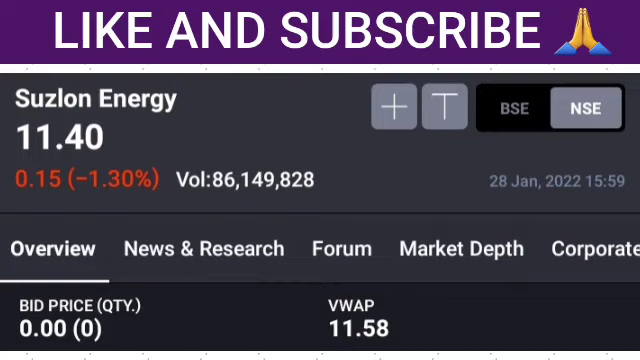 LIKE AND SUBSCRIBE 🙏
Suzlon Energy
11.40
0.15 (−1.30%) Vol:86,149,828
+ T BSE NSE
28 Jan, 2022 15:59
Overview News & Research Forum Market Depth Corporate
BID PRICE (QTY.) VWAP
0.00 (0) 11.58